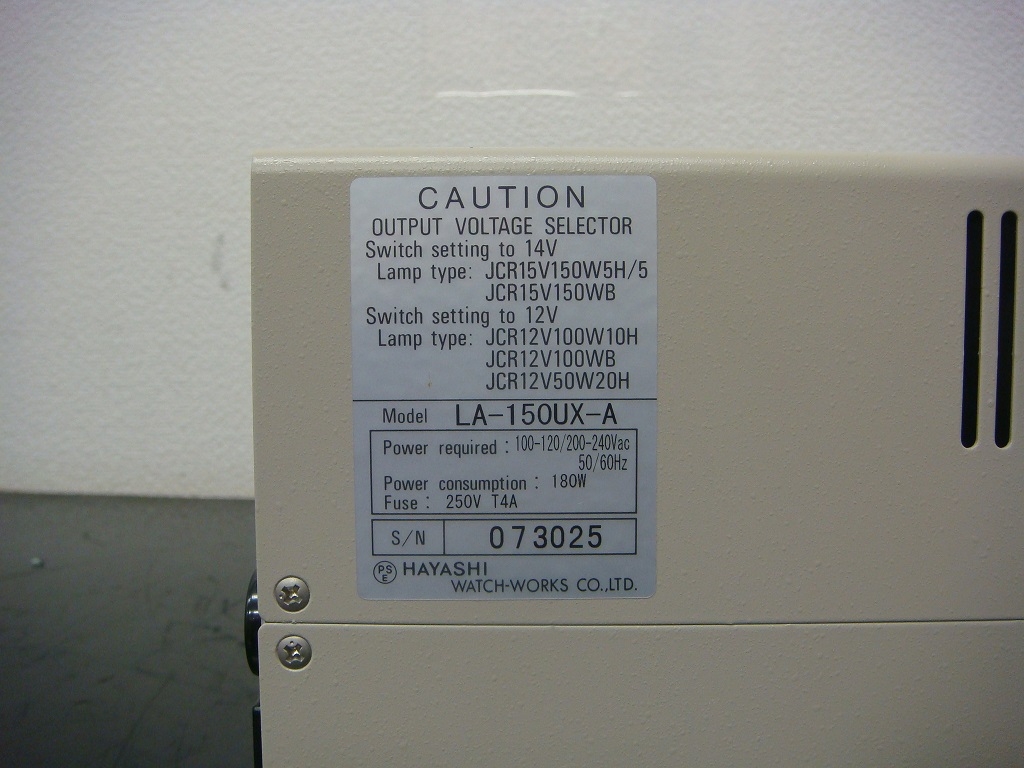 CAUTION
OUTPUT VOLTAGE SELECTOR
Switch setting to 14V
Lamp type: JCR15V150W5H/5
JCR15V150WB
Switch setting to 12V
Lamp type: JCR12V100W10H
JCR12V100WB
JCR12V50W20H
Model LA-150UX-A
Power required : 100-120/200-240Vac
50/60Hz
Power consumption : 180W
Fuse : 250V T4A
S/N 073025
PSE HAYASHI
WATCH-WORKS CO.,LTD.